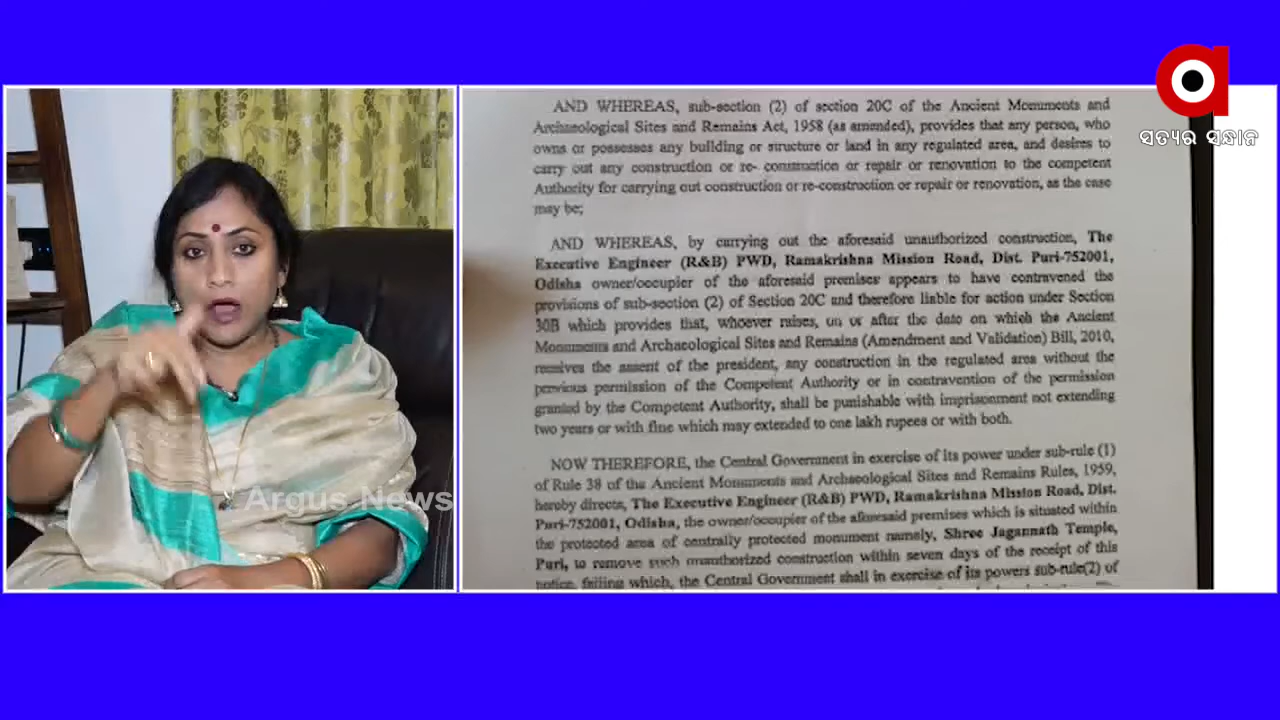 ସତ୍ୟର ସନ୍ଧାନ
AND WHEREAS, sub-section (2) of section 20C of the Ancient Monuments and
Archaeological Sites and Remains Act, 1958 (as amended), provides that any person, who
owns or possesses any building or structure or land in any regulated area, and desires to
carry out any construction or re- construction or repair or renovation to the competent
Authority for carrying out construction or re-construction or repair or renovation, as the case
may be;
AND WHEREAS, by carrying out the aforesaid unauthorized construction, The
Executive Engineer (R&B) PWD, Ramakrishna Mission Road, Dist. Puri-752001,
Odisha owner/occupier of the aforesaid premises appears to have contravened the
provisions of sub-section (2) of Section 20C and therefore liable for action under Section
30B which provides that, whoever raises, on or after the date on which the Ancient
Monuments and Archaeological Sites and Remains (Amendment and Validation) Bill, 2010,
receives the assent of the president, any construction in the regulated area without the
previous permission of the Competent Authority or in contravention of the permission
granted by the Competent Authority, shall be punishable with imprisonment not extending
two years or with fine which may extended to one lakh rupees or with both.
NOW THEREFORE, the Central Government in exercise of its power under sub-rule (1)
of Rule 38 of the Ancient Monuments and Archaeological Sites and Remains Rules, 1959,
hereby directs, The Executive Engineer (R&B) PWD, Ramakrishna Mission Road, Dist.
Puri-752001, Odisha, the owner/occupier of the aforesaid premises which is situated within
the protected area of centrally protected monument namely, Shree Jagannath Temple,
Puri, to remove such unauthorized construction within seven days of the receipt of this
notice, failing which, the Central Government shall in exercise of its powers sub-rule(2) of
Argus News